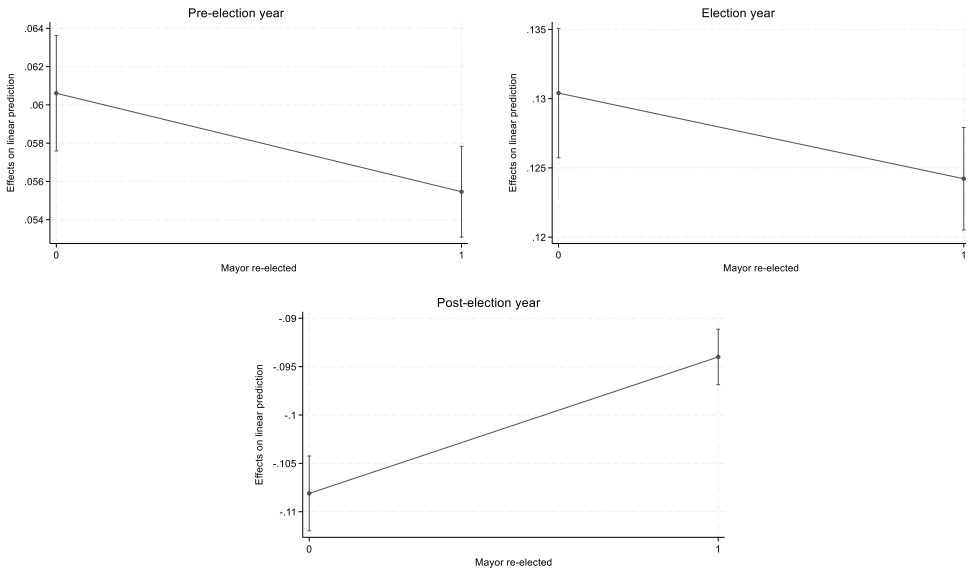 Pre-election year
Effects on linear prediction
.064
.062
.06
.058
.056
.054
0
1
Mayor re-elected
Election year
Effects on linear prediction
.135
.13
.125
.12
0
1
Mayor re-elected
Post-election year
Effects on linear prediction
-.09
-.095
-.1
-.105
-.11
0
1
Mayor re-elected